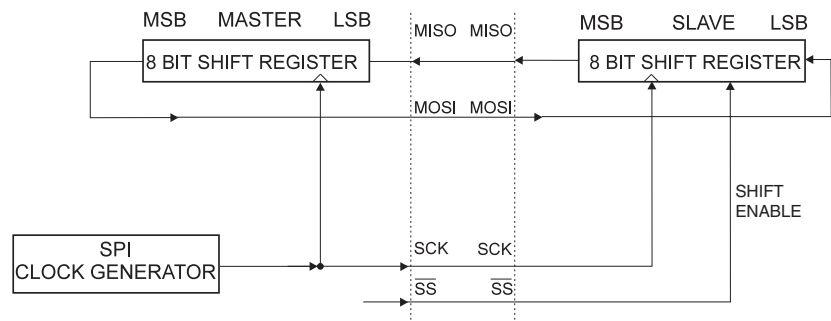 MSB MASTER LSB
MISO MISO
MSB SLAVE LSB
8 BIT SHIFT REGISTER
8 BIT SHIFT REGISTER
MOSI MOSI
SHIFT
ENABLE
SPI
CLOCK GENERATOR
SCK SCK
SS SS